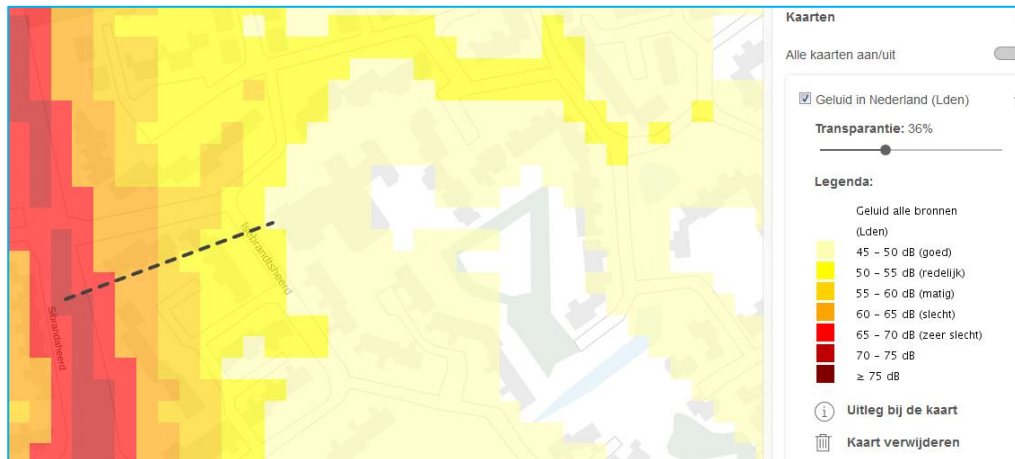 Kaarten
Alle kaarten aan/uit
Geluid in Nederland (Lden)
Transparantie: 36%
Legenda:
Geluid alle bronnen
(Lden)
45 – 50 dB (goed)
50 – 55 dB (redelijk)
55 – 60 dB (matig)
60 – 65 dB (slecht)
65 – 70 dB (zeer slecht)
70 – 75 dB
≥ 75 dB
Uitleg bij de kaart
Kaart verwijderen
Sibrandaheerd